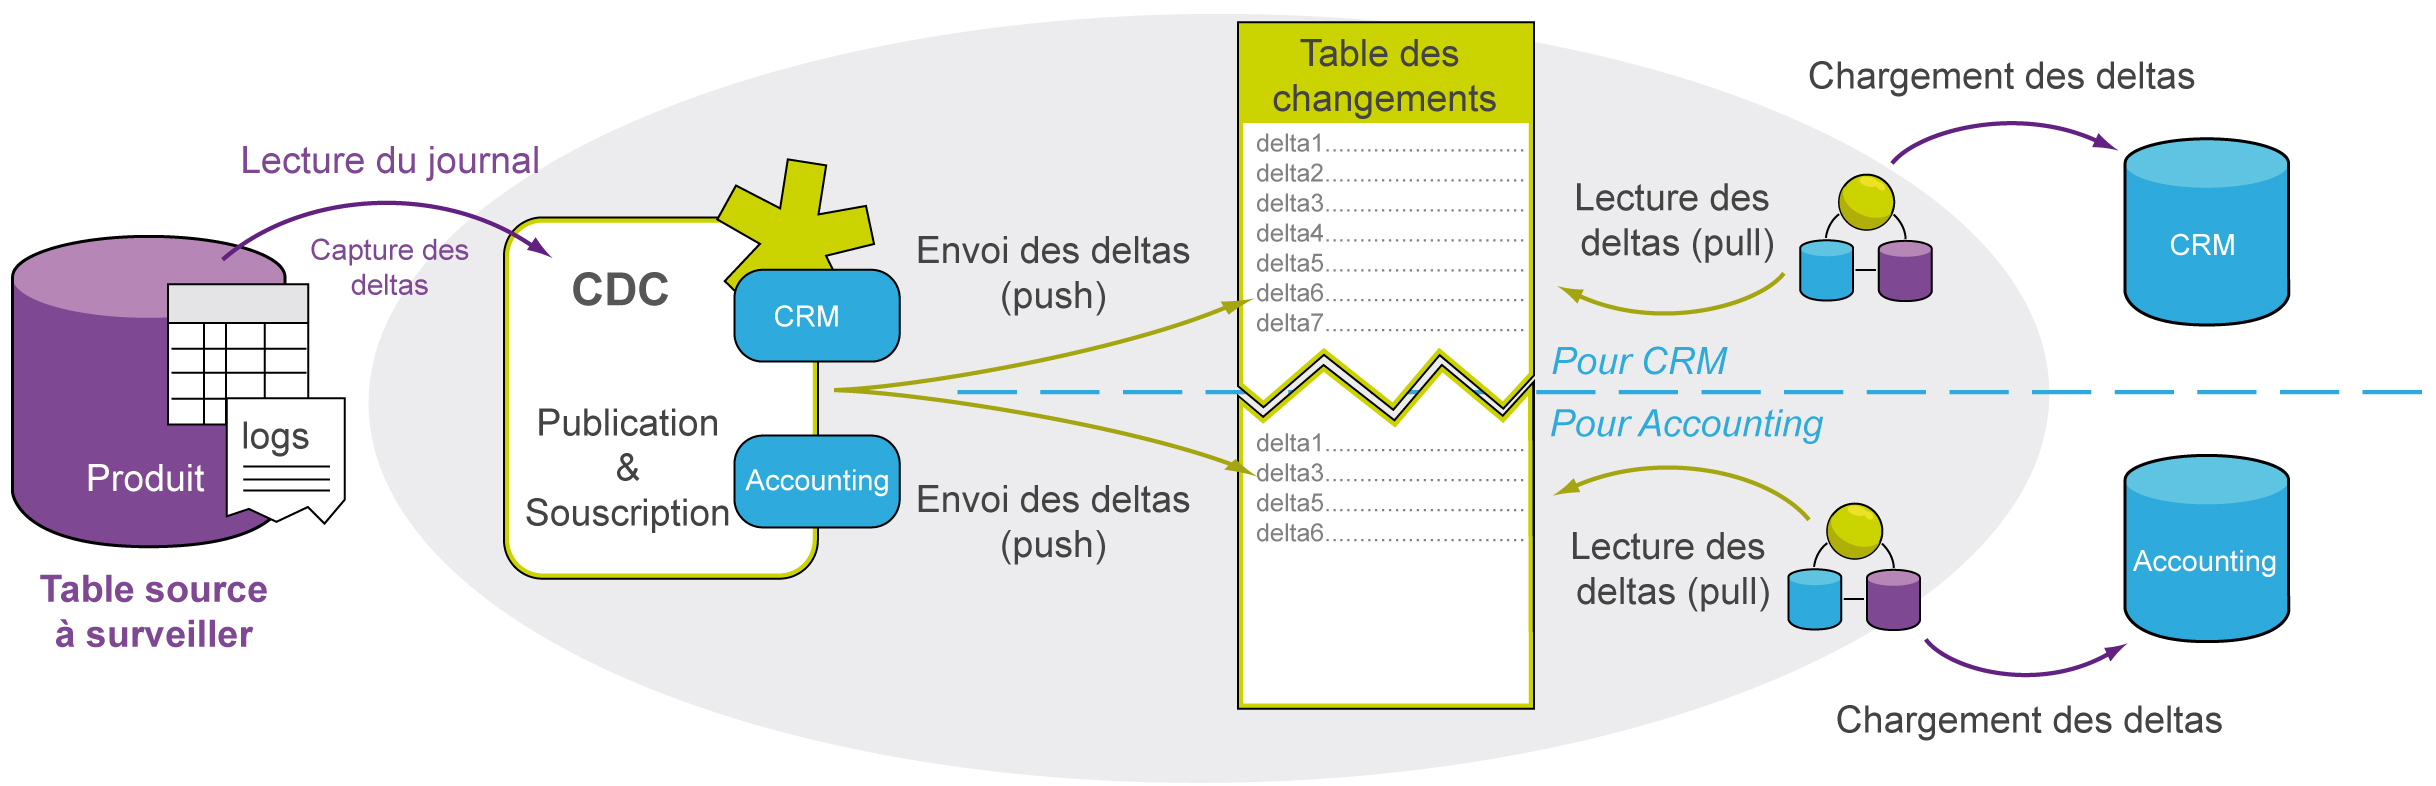 Lecture du journal
Capture des
deltas
Produit
logs
Table source
à surveiller
CDC
Publication
&
Souscription
CRM
Accounting
Envoi des deltas
(push)
Envoi des deltas
(push)
Table des
changements
delta1
delta2
delta3
delta4
delta5
delta6
delta7
delta1
delta3
delta5
delta6
Lecture des
deltas (pull)
Pour CRM
Pour Accounting
Lecture des
deltas (pull)
Chargement des deltas
CRM
Accounting
Chargement des deltas